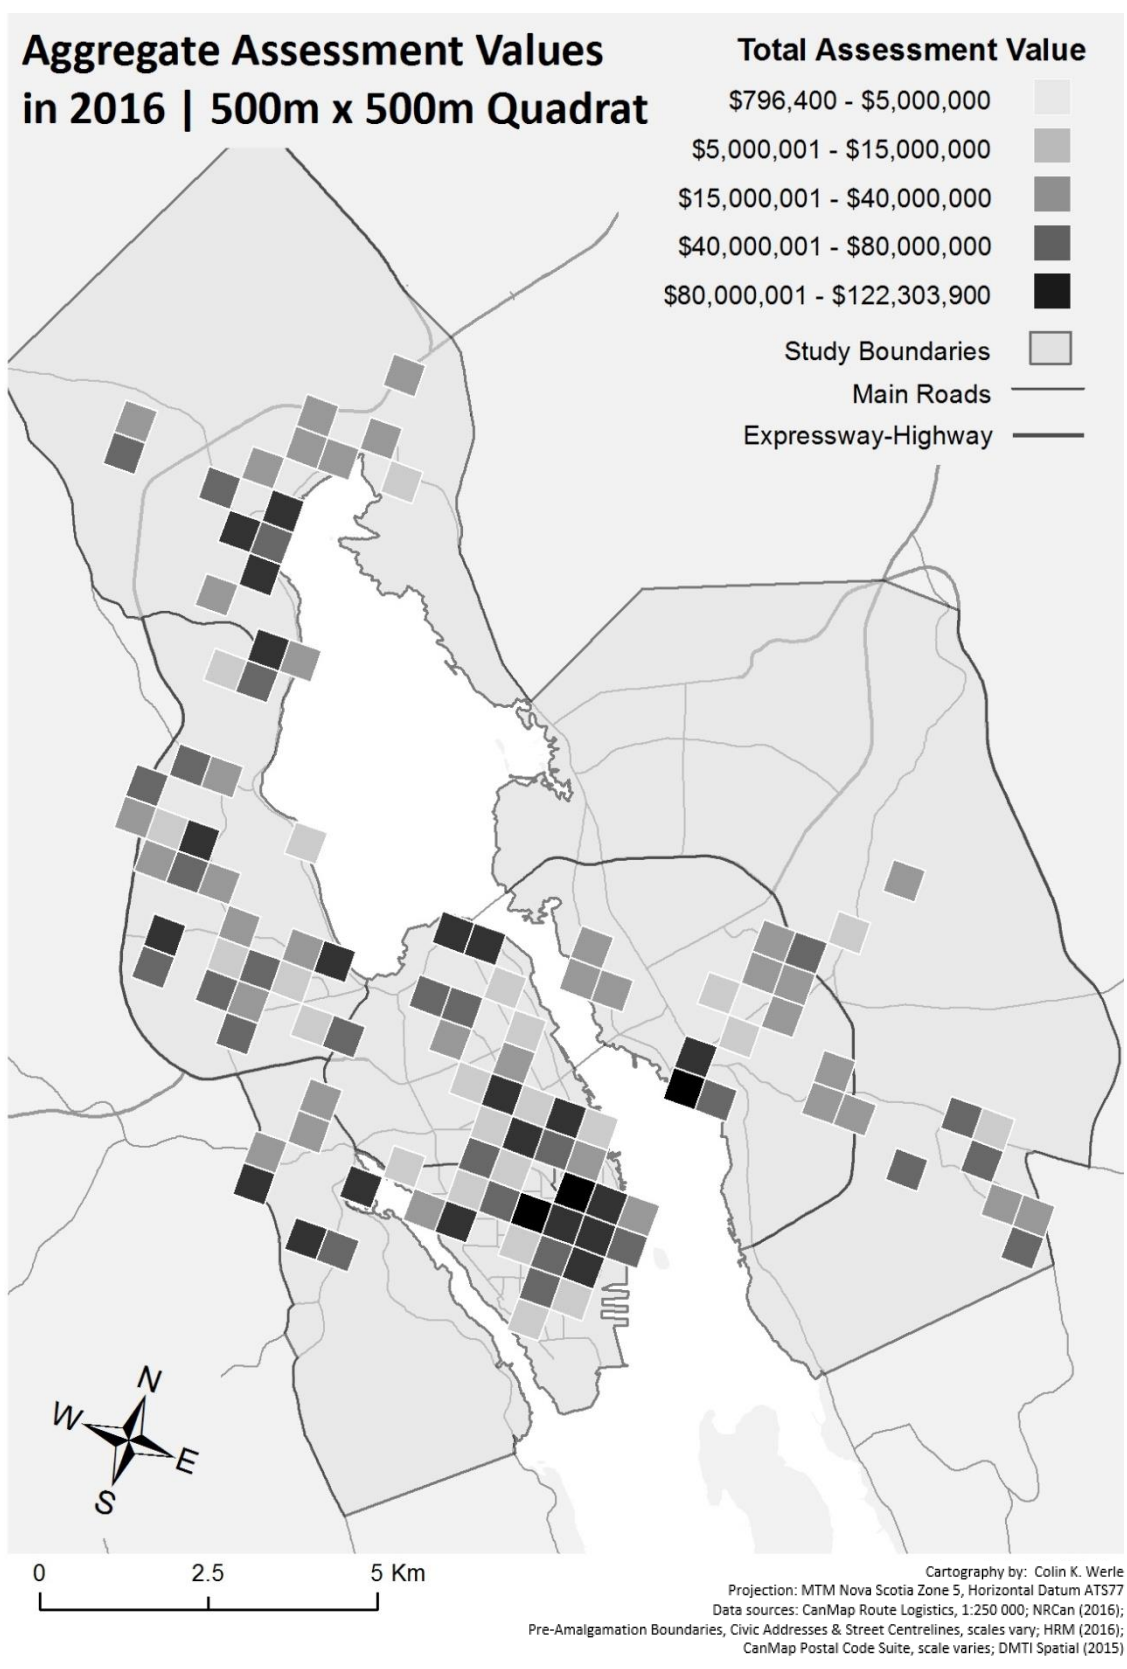 Aggregate Assessment Values
in 2016 | 500m x 500m Quadrat
Total Assessment Value
$796,400 - $5,000,000
$5,000,001 - $15,000,000
$15,000,001 - $40,000,000
$40,000,001 - $80,000,000
$80,000,001 - $122,303,900
Study Boundaries
Main Roads
Expressway-Highway
N
W
E
S
0 2.5 5 Km
Cartography by: Colin K. Werle
Projection: MTM Nova Scotia Zone 5, Horizontal Datum ATS77
Data sources: CanMap Route Logistics, 1:250 000; NRCan (2016);
Pre-Amalgamation Boundaries, Civic Addresses & Street Centrelines, scales vary; HRM (2016);
CanMap Postal Code Suite, scale varies; DMTI Spatial (2015)